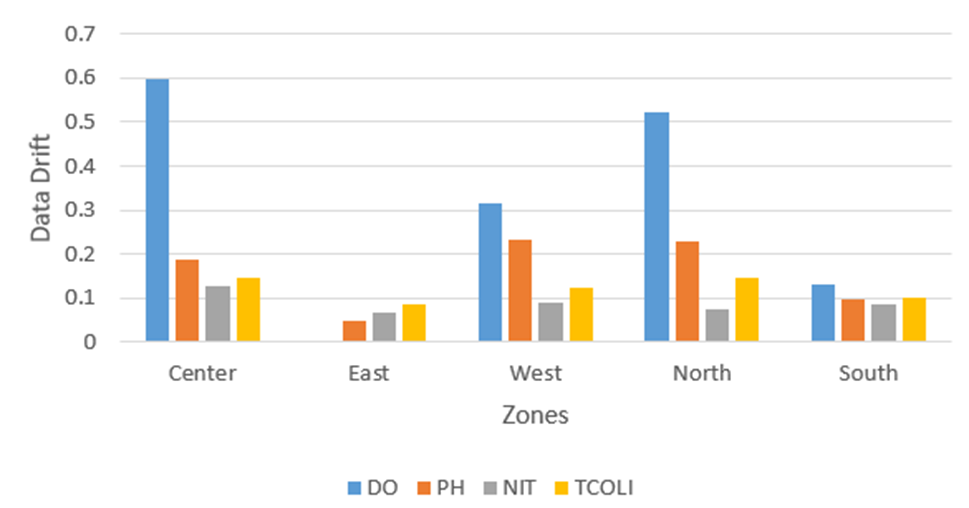 0.7
0.6
0.5
0.4
0.3
0.2
0.1
0
Data Drift
Center East West North South
Zones
DO PH NIT TCOLI